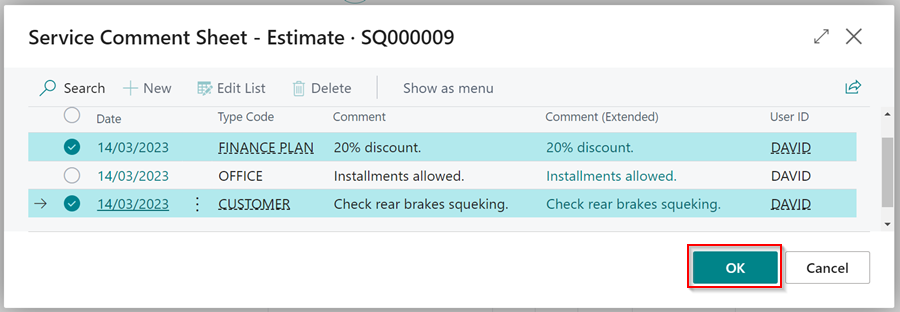 Service Comment Sheet - Estimate · SQ000009
Search New Edit List Delete Show as menu
Date Type Code Comment Comment (Extended) User ID
14/03/2023 FINANCE PLAN 20% discount. 20% discount. DAVID
14/03/2023 OFFICE Installments allowed. Installments allowed. DAVID
14/03/2023 CUSTOMER Check rear brakes squeking. Check rear brakes squeking. DAVID
OK Cancel